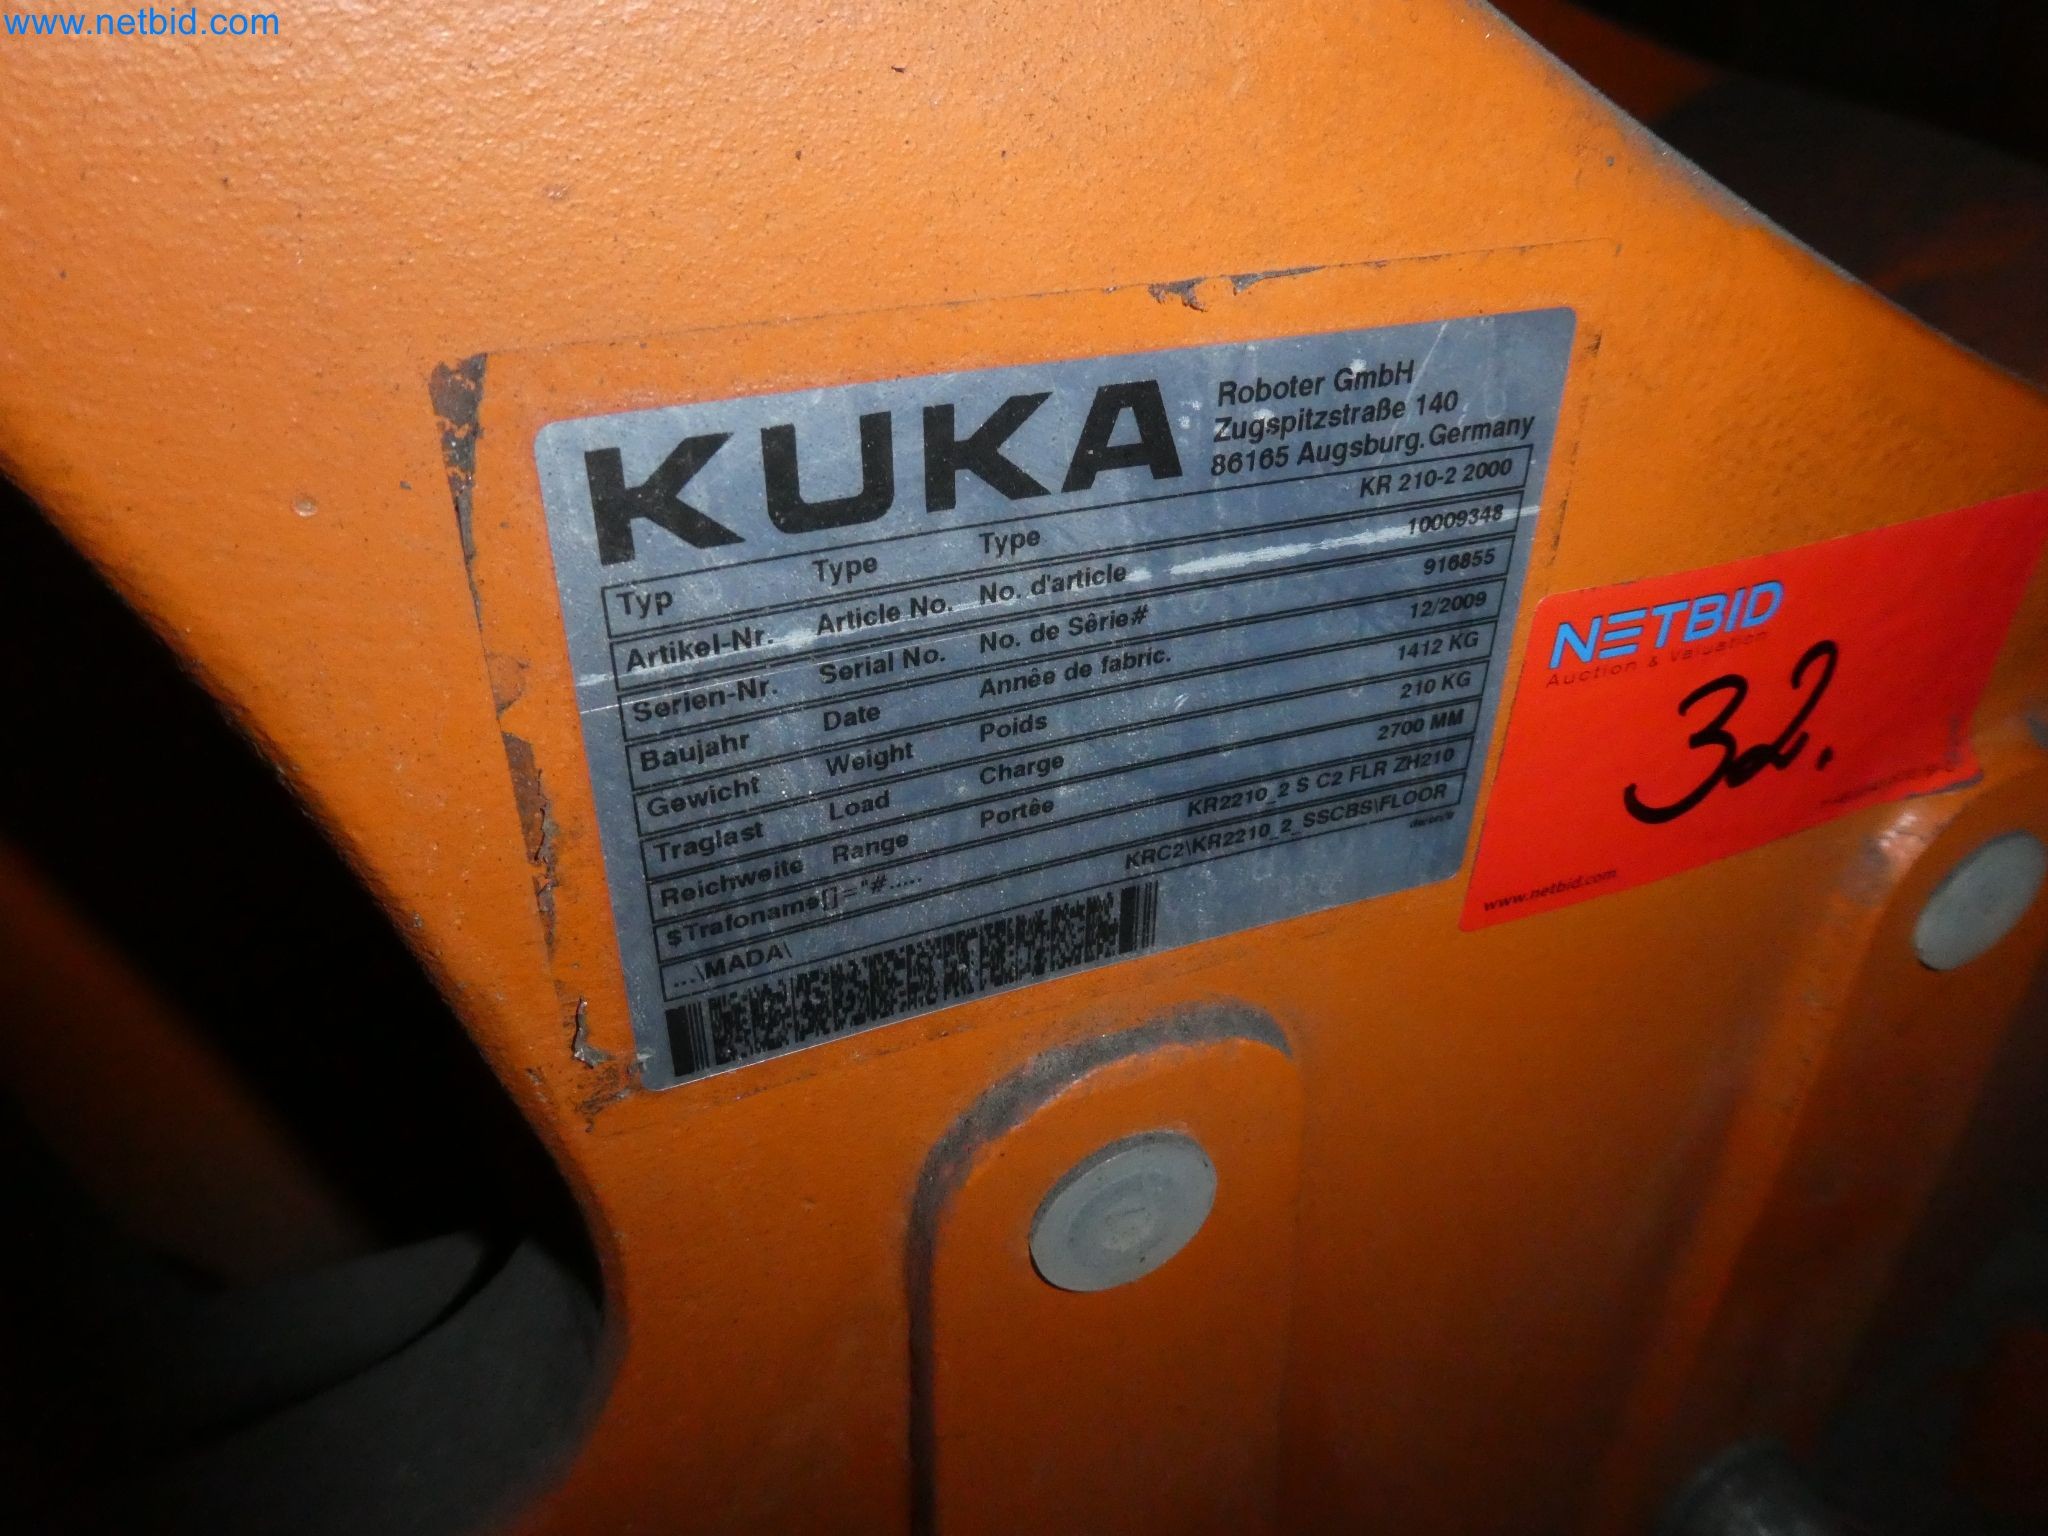 www.netbid.com
KUKA
Roboter GmbH
Zugspitzstraße 140
86165 Augsburg, Germany
Typ Type Type KR 210-2 2000
Artikel-Nr. Article No. No. d'article 10009348
Serien-Nr. Serial No. No. de Sêrie# 916855
Baujahr Date Annêe de fabric. 12/2009
Gewicht Weight Poids 1412 KG
Traglast Load Charge 210 KG
Reichweite Range Portêe 2700 MM
$Trafoname[]="#..... KR2210_2 S C2 FLR ZH210
...\MADA\ KRC2\KR2210_2_SSCBS\FLOOR
NETBID
Auction & Valuation
32.
www.netbid.com